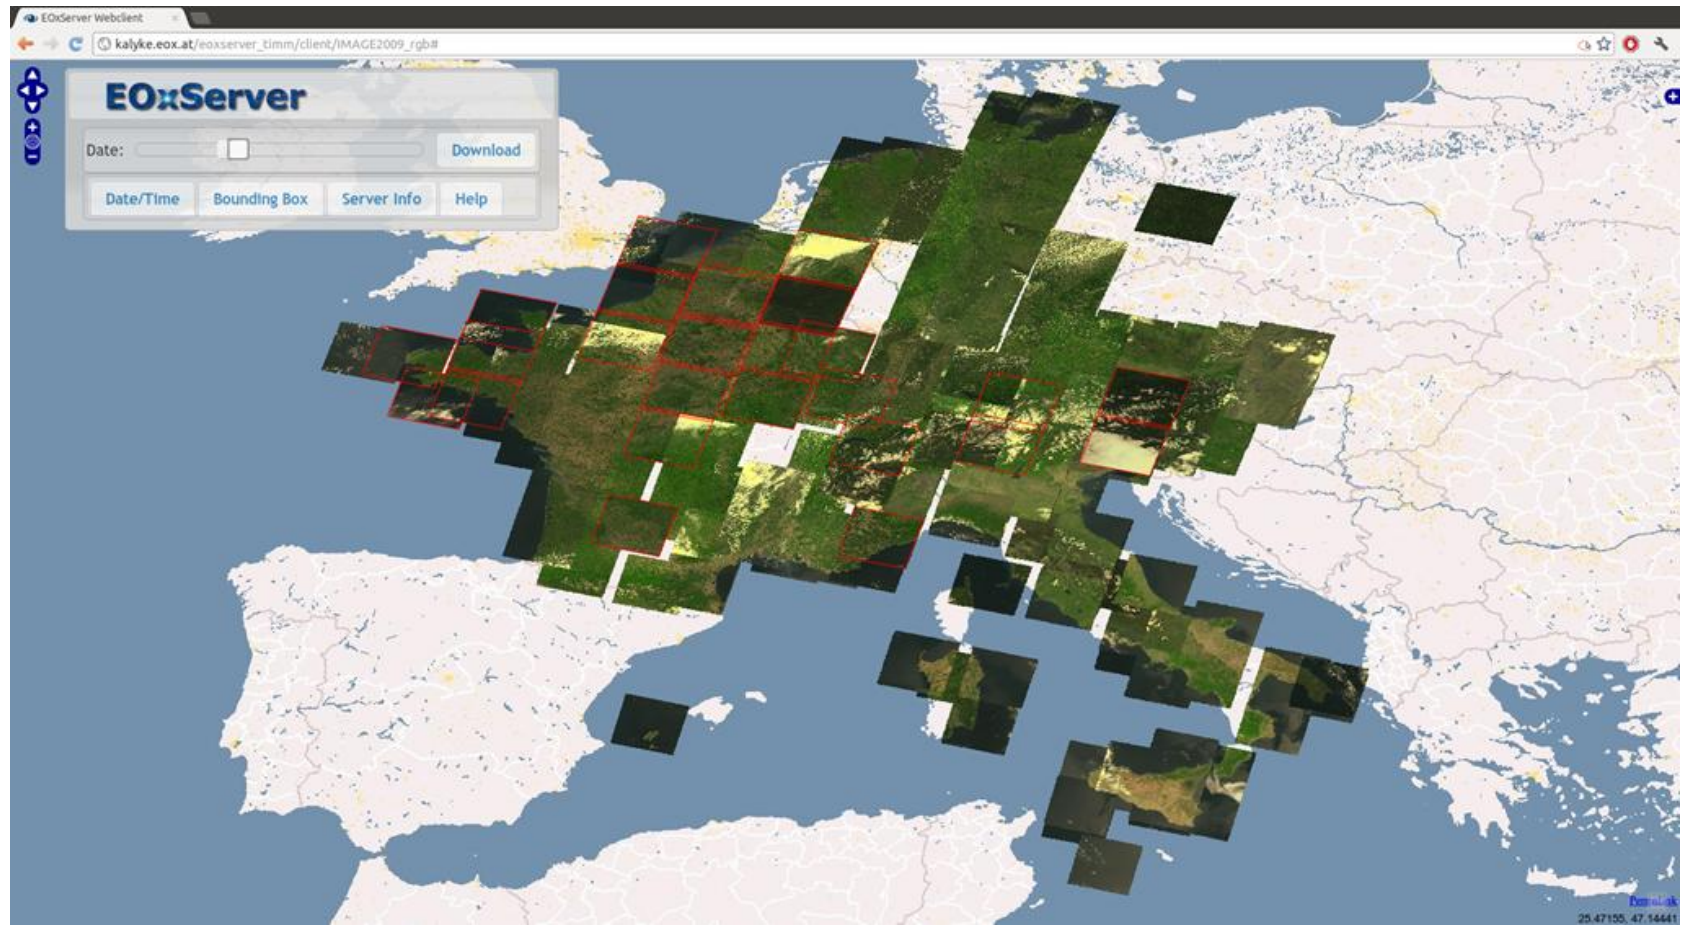 EOxServer Webclient
kalyke.eox.at/eoxserver_timm/client/IMAGE2009_rgb#
EOxServer
Date:
Download
Date/Time
Bounding Box
Server Info
Help
Permalink
25.47155, 47.14441